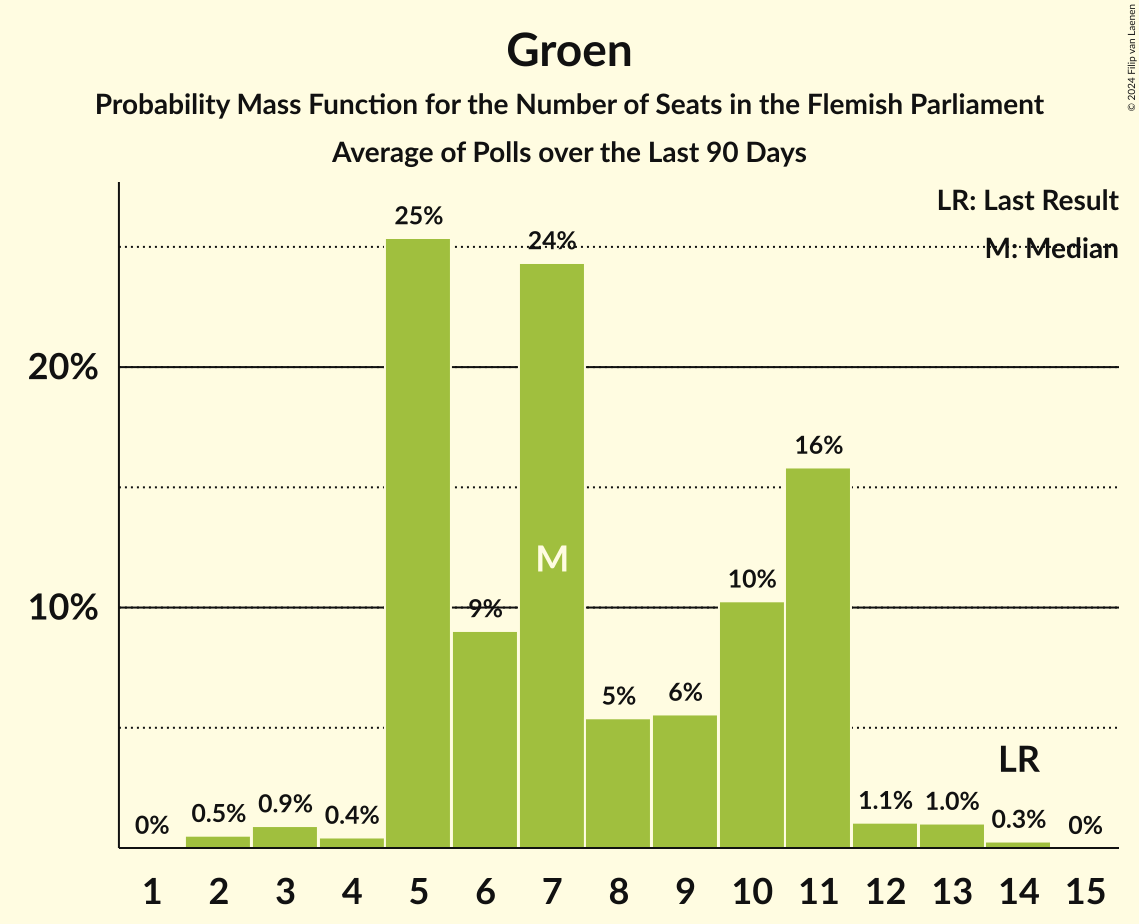 Groen
Probability Mass Function for the Number of Seats in the Flemish Parliament
Average of Polls over the Last 90 Days
© 2024 Filip van Laenen
LR: Last Result
M: Median
25%
24%
20%
16%
M
10%
10%
9%
5%
6%
LR
0%
0.5%
0.9%
0.4%
1.1%
1.0%
0.3%
0%
1 2 3 4 5 6 7 8 9 10 11 12 13 14 15